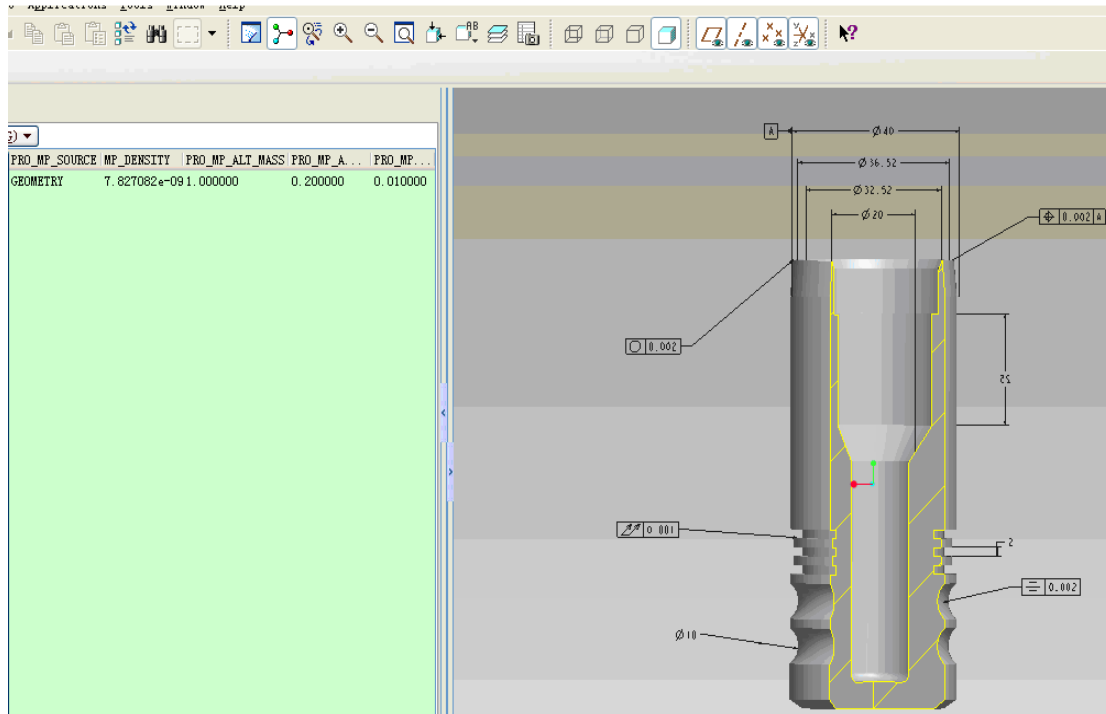 Applications Tools Window Help
PRO_MP_SOURCE MP_DENSITY PRO_MP_ALT_MASS PRO_MP_A... PRO_MP...
GEOMETRY 7.827082e-09 1.000000 0.200000 0.010000
A
Ø40
Ø36.52
Ø32.52
Ø20
0.002 A
0.002
25
0.001
2
0.002
Ø10